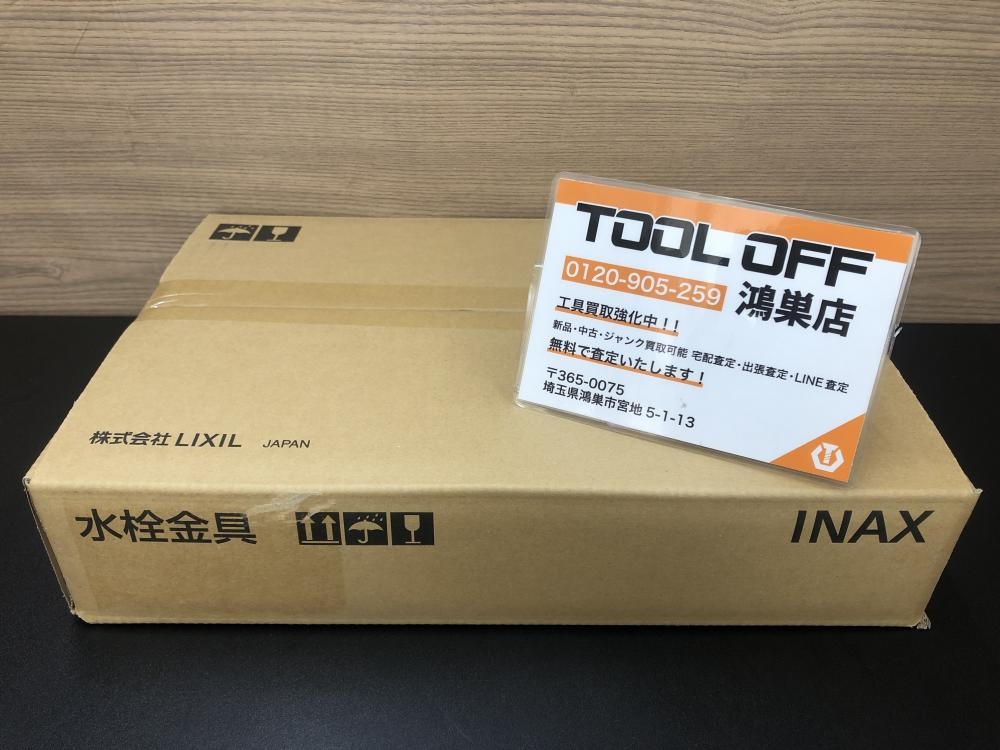 TOOL OFF
0120-905-259
鴻巣店
工具買取強化中！！
新品・中古・ジャンク買取可能 宅配査定・出張査定・LINE査定
無料で査定いたします！
〒365-0075
埼玉県鴻巣市宮地 5-1-13
株式会社 LIXIL JAPAN
水栓金具
INAX